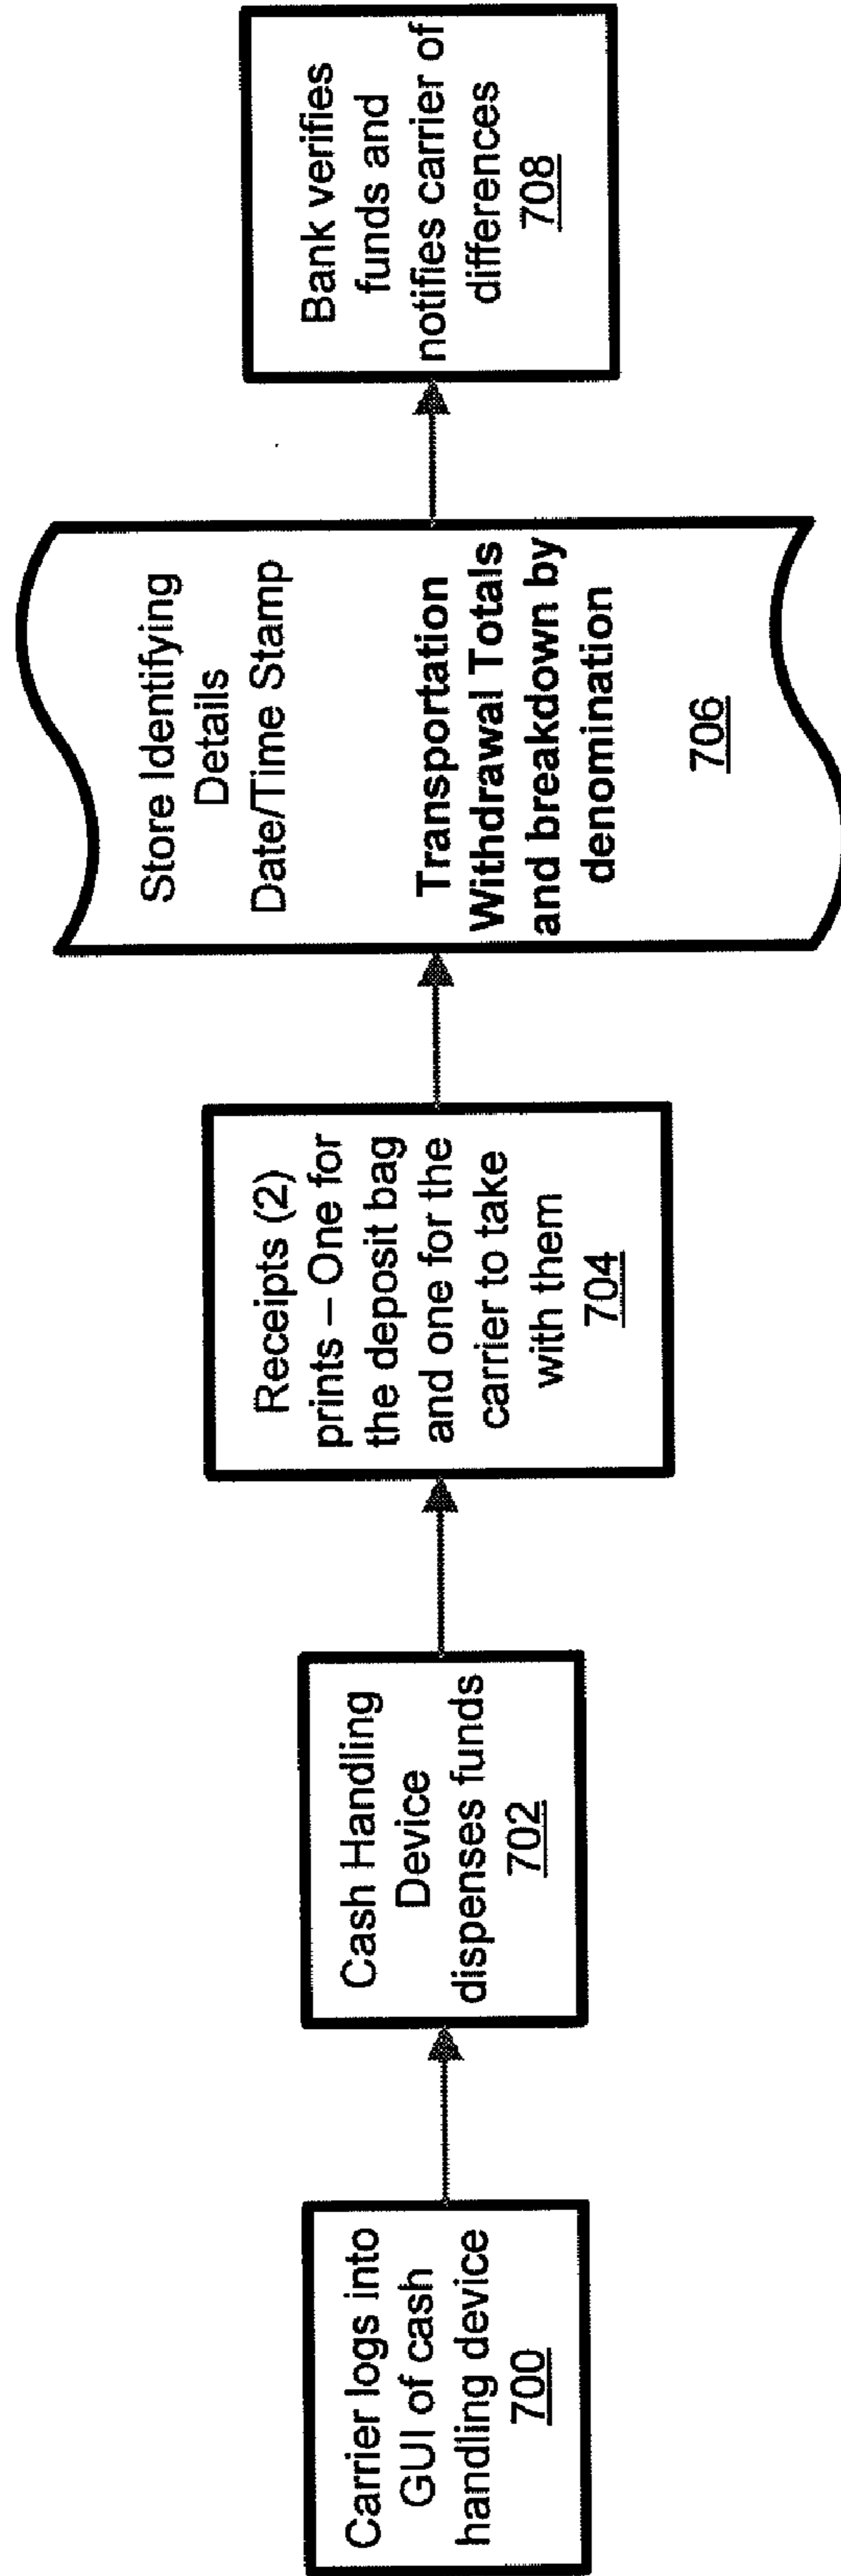 Carrier logs into
GUI of cash
handling device
700
Cash Handling
Device
dispenses funds
702
Receipts (2)
prints – One for
the deposit bag
and one for the
carrier to take
with them
704
Store Identifying
Details
Date/Time Stamp
Transportation
Withdrawal Totals
and breakdown by
denomination
706
Bank verifies
funds and
notifies carrier of
differences
708